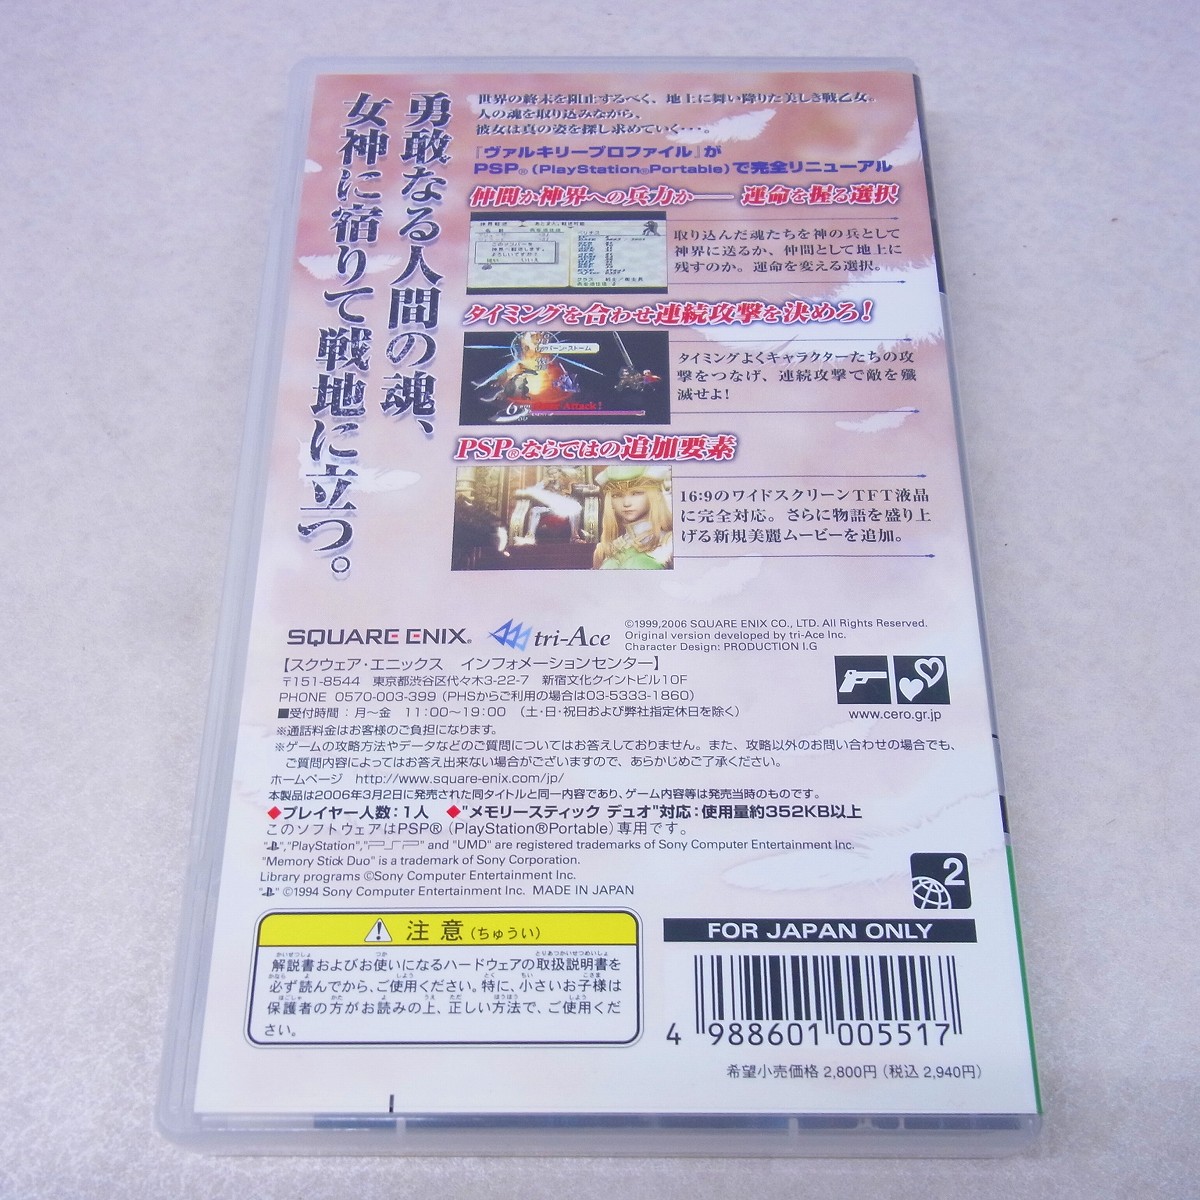 勇敢なる人間の魂、
女神に宿りて戦地に立つ。
世界の終末を阻止するべく、地上に舞い降りた美しき戦乙女。
人の魂を取り込みながら、
彼女は真の姿を探し求めていく・・・。
『ヴァルキリープロファイル』が
PSP®(PlayStation®Portable)で完全リニューアル
仲間か神界への兵力か── 運命を握る選択
取り込んだ魂たちを神の兵として
神界に送るか、仲間として地上に
残すのか。運命を変える選択。
タイミングを合わせ連続攻撃を決めろ！
タイミングよくキャラクターたちの攻
撃をつなげ、連続攻撃で敵を殲
滅せよ！
PSP®ならではの追加要素
16:9のワイドスクリーンTFT液晶
に完全対応。さらに物語を盛り上
げる新規美麗ムービーを追加。
SQUARE ENIX®
tri-Ace
©1999,2006 SQUARE ENIX CO., LTD. All Rights Reserved.
Original version developed by tri-Ace Inc.
Character Design: PRODUCTION I.G
【スクウェア・エニックス　インフォメーションセンター】
〒151-8544　東京都渋谷区代々木3-22-7　新宿文化クイントビル10F
PHONE 0570-003-399（PHSからご利用の場合は03-5333-1860）
■受付時間：月～金　11:00～19:00　（土・日・祝日および弊社指定休日を除く）
※通話料金はお客様のご負担になります。
※ゲームの攻略方法やデータなどのご質問についてはお答えしておりません。また、攻略以外のお問い合わせの場合でも、
ご質問内容によってはお答え出来ない場合がございますので、あらかじめご了承ください。
ホームページ　http://www.square-enix.com/jp/
www.cero.gr.jp
本製品は2006年3月2日に発売された同タイトルと同一内容であり、ゲーム内容等は発売当時のものです。
◆プレイヤー人数：1人　◆"メモリースティック デュオ"対応：使用量約352KB以上
このソフトウェアはPSP®（PlayStation®Portable）専用です。
" ","PlayStation","PSP" and "UMD" are registered trademarks of Sony Computer Entertainment Inc.
"Memory Stick Duo" is a trademark of Sony Corporation.
Library programs ©Sony Computer Entertainment Inc.
" " ©1994 Sony Computer Entertainment Inc. MADE IN JAPAN
2
注意（ちゅうい）
解説書およびお使いになるハードウェアの取扱説明書を
必ず読んでから、ご使用ください。特に、小さいお子様は
保護者の方がお読みの上、正しい方法で、ご使用くだ
さい。
FOR JAPAN ONLY
4 988601 005517
希望小売価格 2,800円（税込 2,940円）